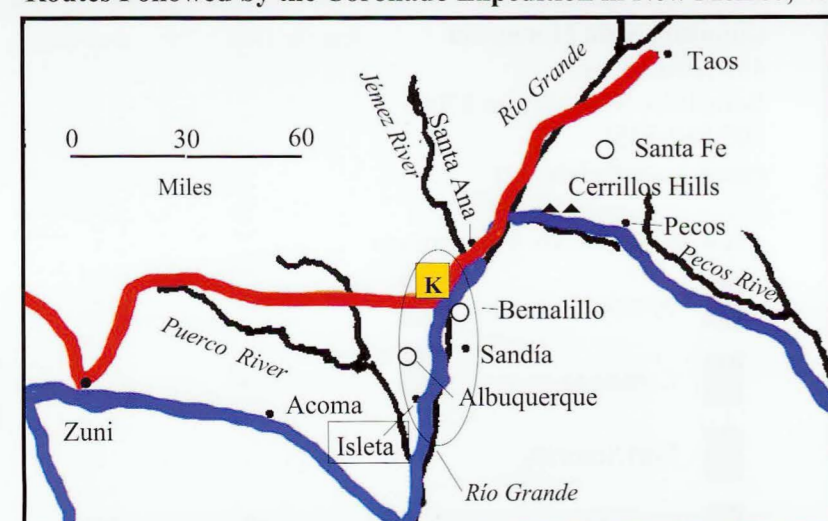 Routes Followed by the Coronado Expedition in New Mexico,
Taos
Río Grande
Jémez River
Santa Ana
0 30 60
Miles
Santa Fe
Cerrillos Hills
Pecos
Pecos River
K
Bernalillo
Puerco River
Sandía
Albuquerque
Acoma
Zuni
Isleta
Río Grande